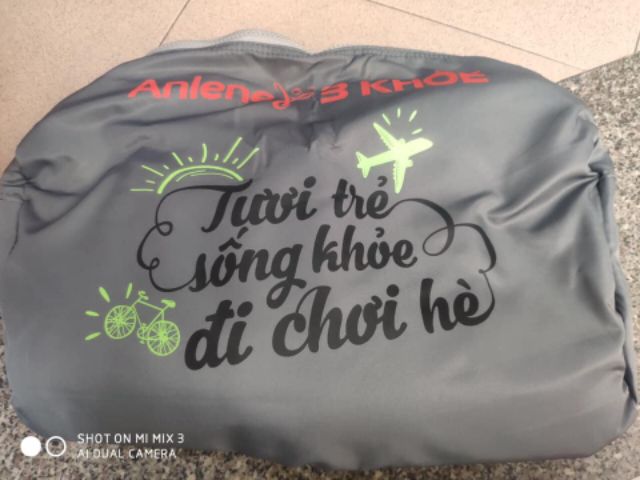 Anlene 3 KHỎE
Tươi trẻ
sống khỏe
đi chơi hè
SHOT ON MI MIX 3
AI DUAL CAMERA